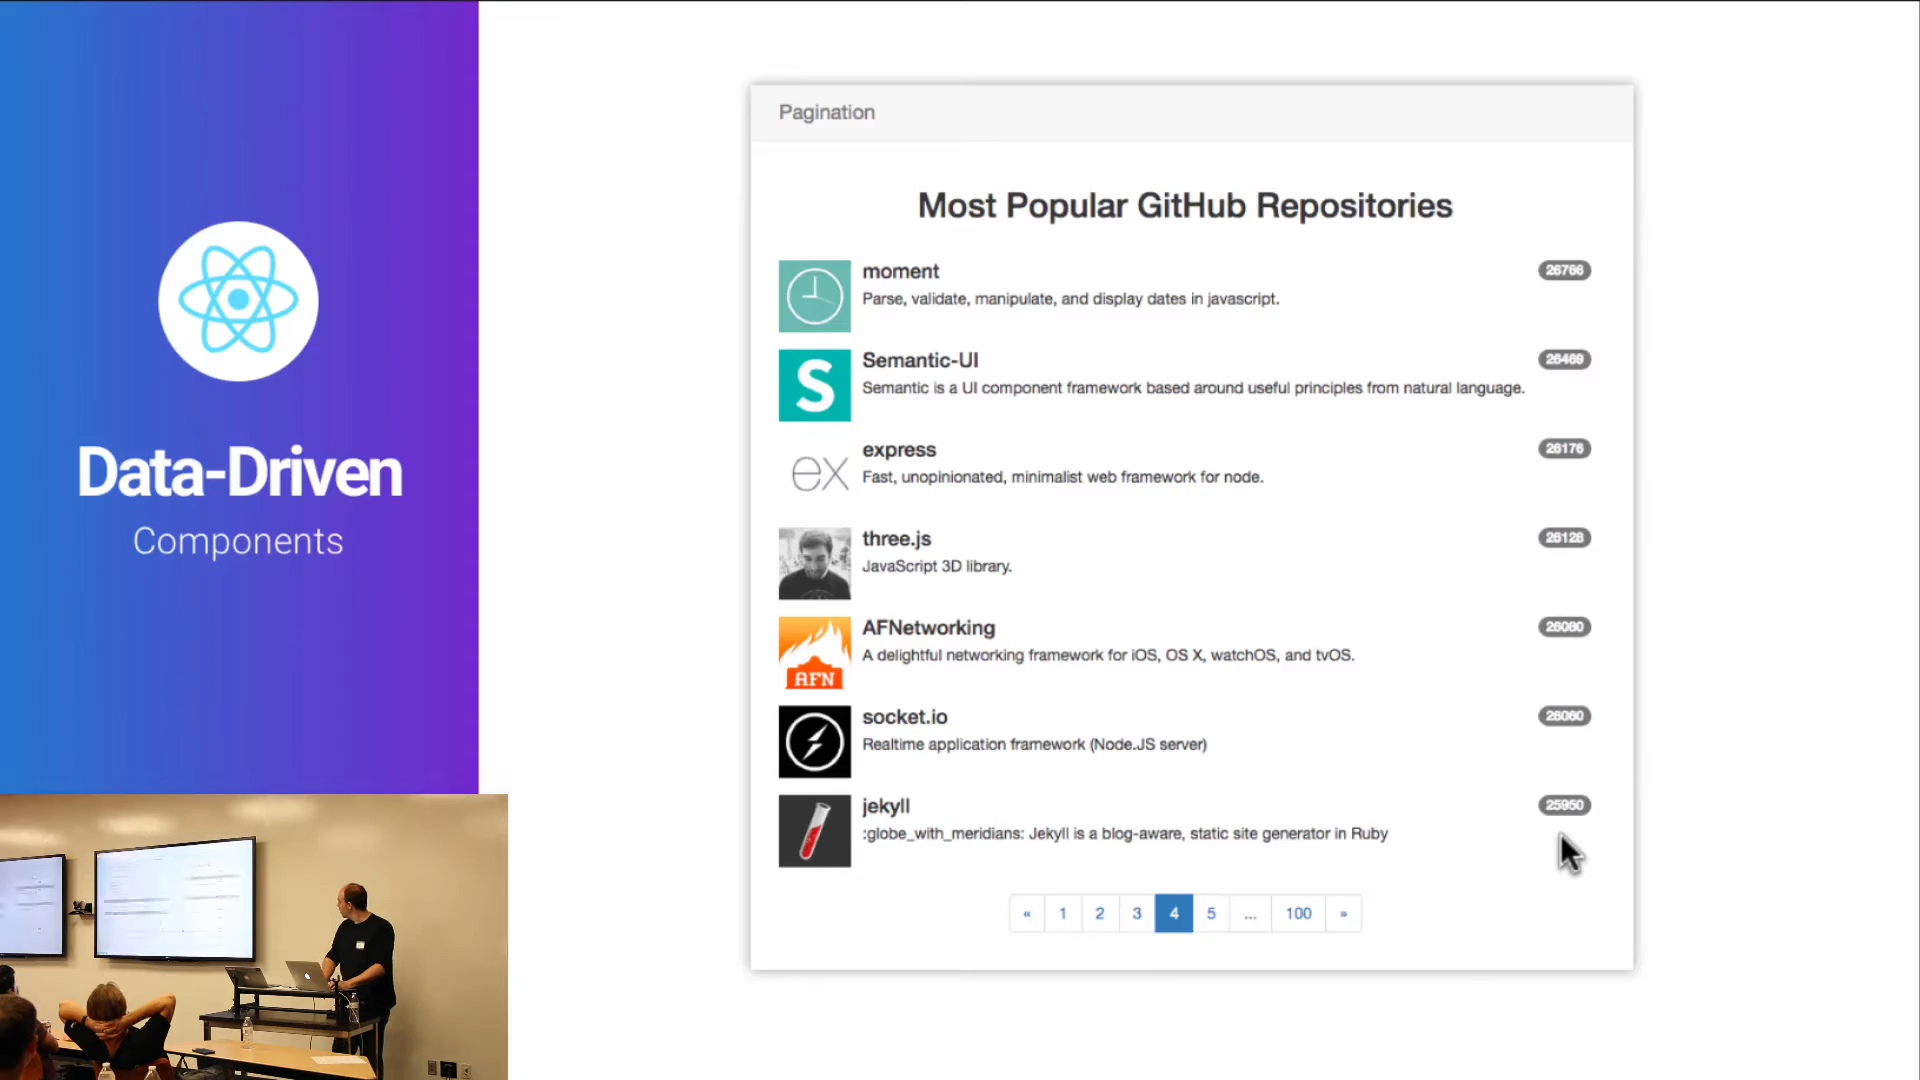 Data-Driven
Components
Pagination
Most Popular GitHub Repositories
moment
26766
Parse, validate, manipulate, and display dates in javascript.
S
Semantic-UI
26469
Semantic is a UI component framework based around useful principles from natural language.
ex
express
26176
Fast, unopinionated, minimalist web framework for node.
three.js
26126
JavaScript 3D library.
AFNetworking
26080
A delightful networking framework for iOS, OS X, watchOS, and tvOS.
AFN
socket.io
26060
Realtime application framework (Node.JS server)
jekyll
25950
:globe_with_meridians: Jekyll is a blog-aware, static site generator in Ruby
« 1 2 3 4 5 ... 100 »